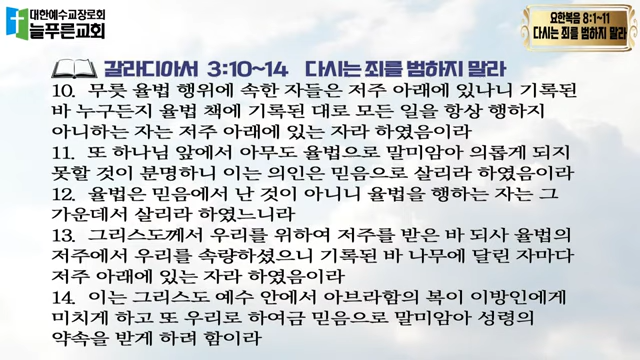 대한예수교장로회
늘푸른교회
요한복음 8:1~11
다시는 죄를 범하지 말라
갈라디아서 3:10~14 다시는 죄를 범하지 말라
10. 무릇 율법 행위에 속한 자들은 저주 아래에 있나니 기록된
바 누구든지 율법 책에 기록된 대로 모든 일을 항상 행하지
아니하는 자는 저주 아래에 있는 자라 하였음이라
11. 또 하나님 앞에서 아무도 율법으로 말미암아 의롭게 되지
못할 것이 분명하니 이는 의인은 믿음으로 살리라 하였음이라
12. 율법은 믿음에서 난 것이 아니니 율법을 행하는 자는 그
가운데서 살리라 하였느니라
13. 그리스도께서 우리를 위하여 저주를 받은 바 되사 율법의
저주에서 우리를 속량하셨으니 기록된 바 나무에 달린 자마다
저주 아래에 있는 자라 하였음이라
14. 이는 그리스도 예수 안에서 아브라함의 복이 이방인에게
미치게 하고 또 우리로 하여금 믿음으로 말미암아 성령의
약속을 받게 하려 함이라